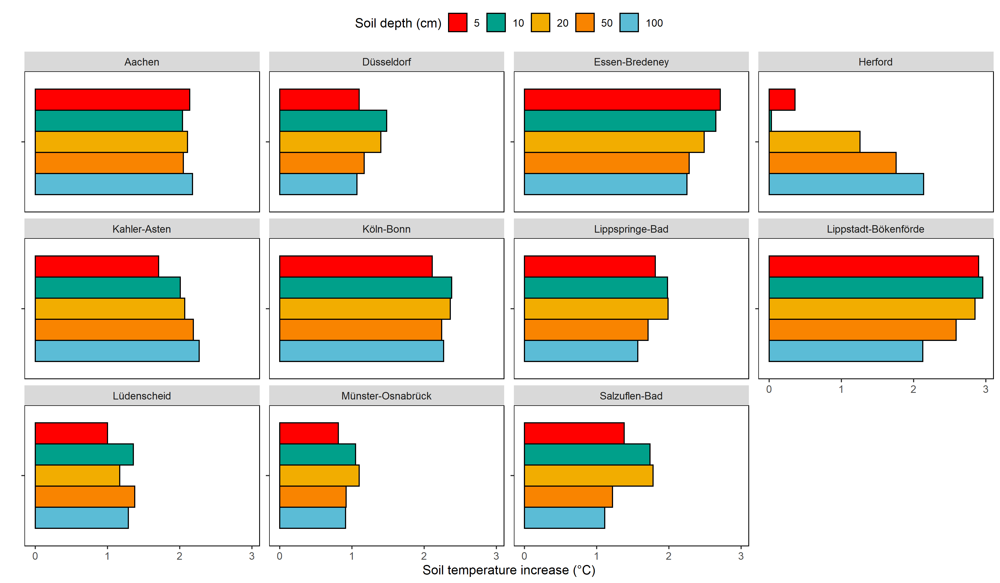 Soil depth (cm) 5 10 20 50 100
Aachen Düsseldorf Essen-Bredeney Herford
Kahler-Asten Köln-Bonn Lippspringe-Bad Lippstadt-Bökenförde
0 1 2 3
Lüdenscheid Münster-Osnabrück Salzuflen-Bad
0 1 2 3 0 1 2 3 0 1 2 3
Soil temperature increase (°C)